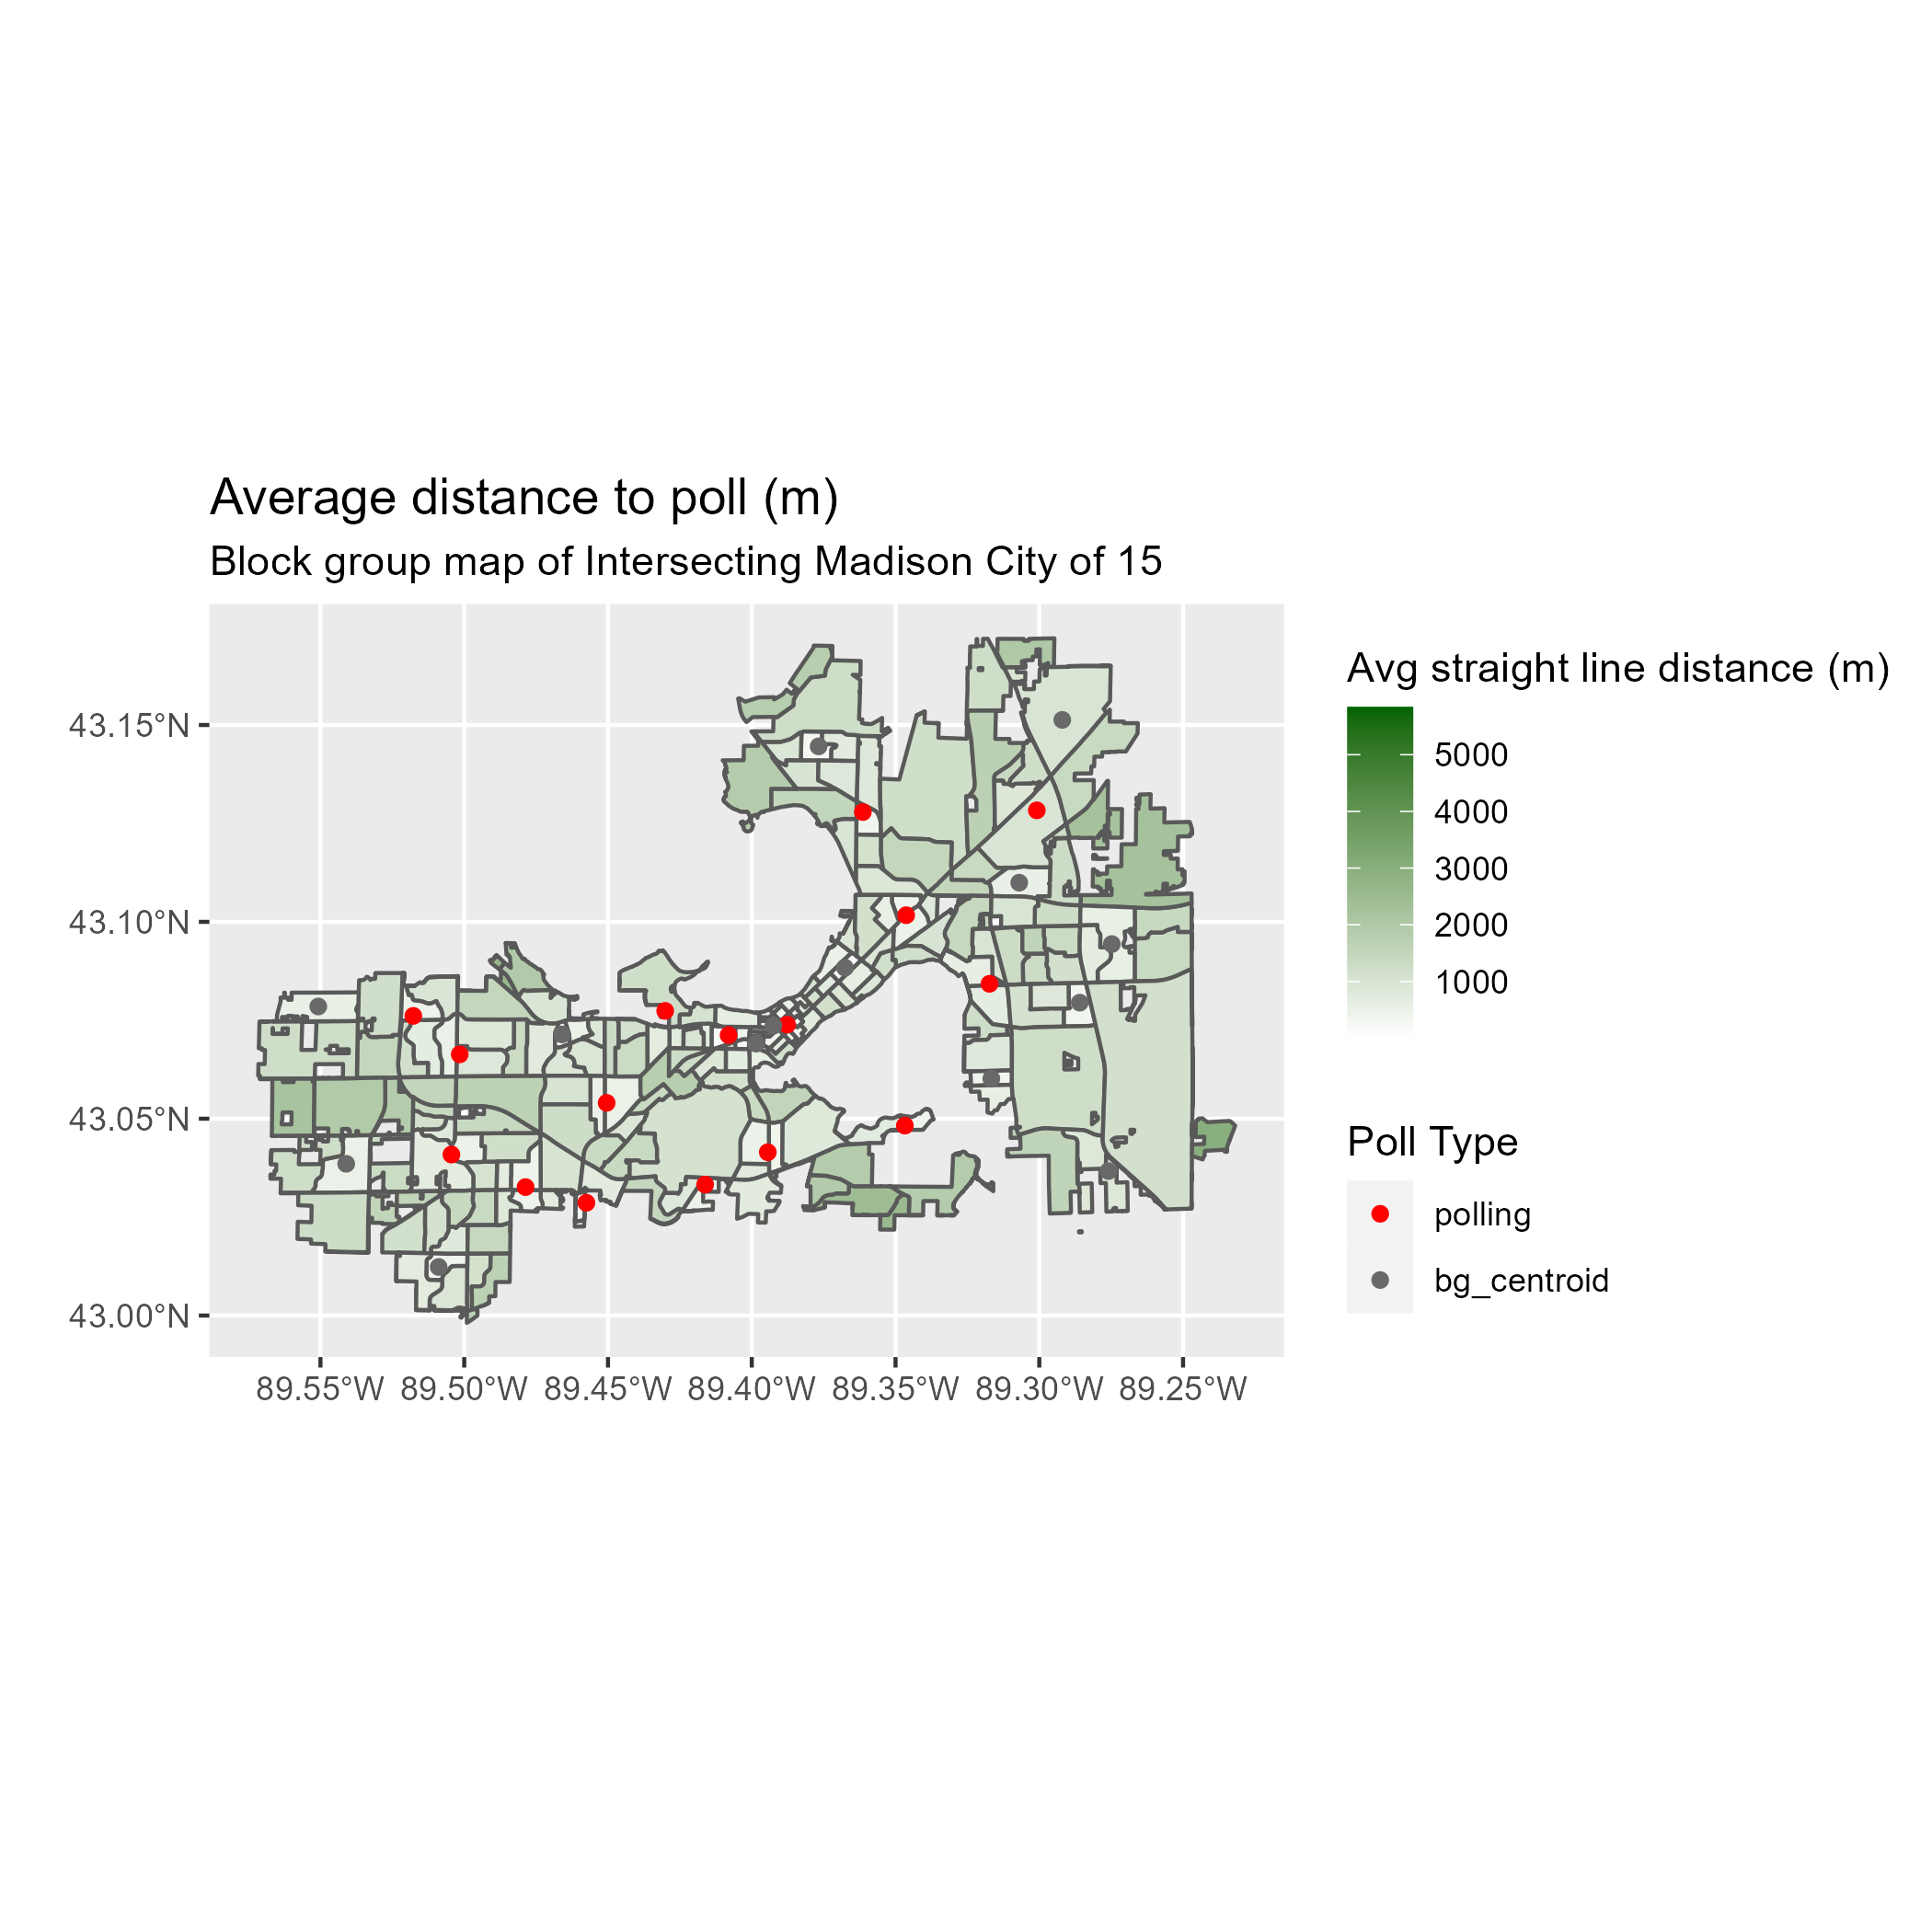 Average distance to poll (m)
Block group map of Intersecting Madison City of 15
Avg straight line distance (m)
5000
4000
3000
2000
1000
Poll Type
polling
bg_centroid
43.15°N
43.10°N
43.05°N
43.00°N
89.55°W 89.50°W 89.45°W 89.40°W 89.35°W 89.30°W 89.25°W